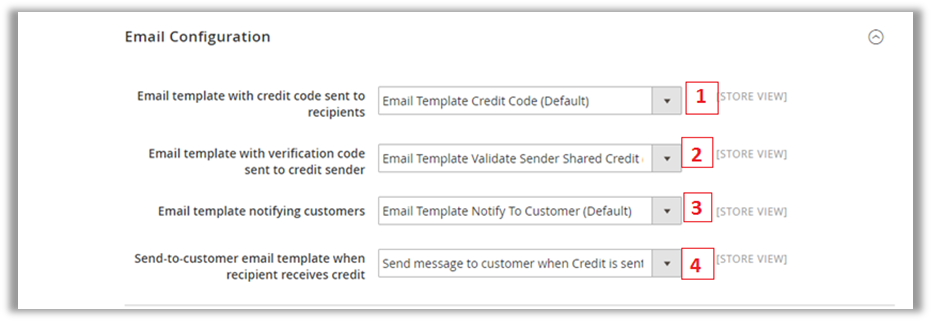 Email Configuration
Email template with credit code sent to
recipients
Email Template Credit Code (Default)
1
[STORE VIEW]
Email template with verification code
sent to credit sender
Email Template Validate Sender Shared Credit
2
[STORE VIEW]
Email template notifying customers
Email Template Notify To Customer (Default)
3
[STORE VIEW]
Send-to-customer email template when
recipient receives credit
Send message to customer when Credit is sent
4
[STORE VIEW]